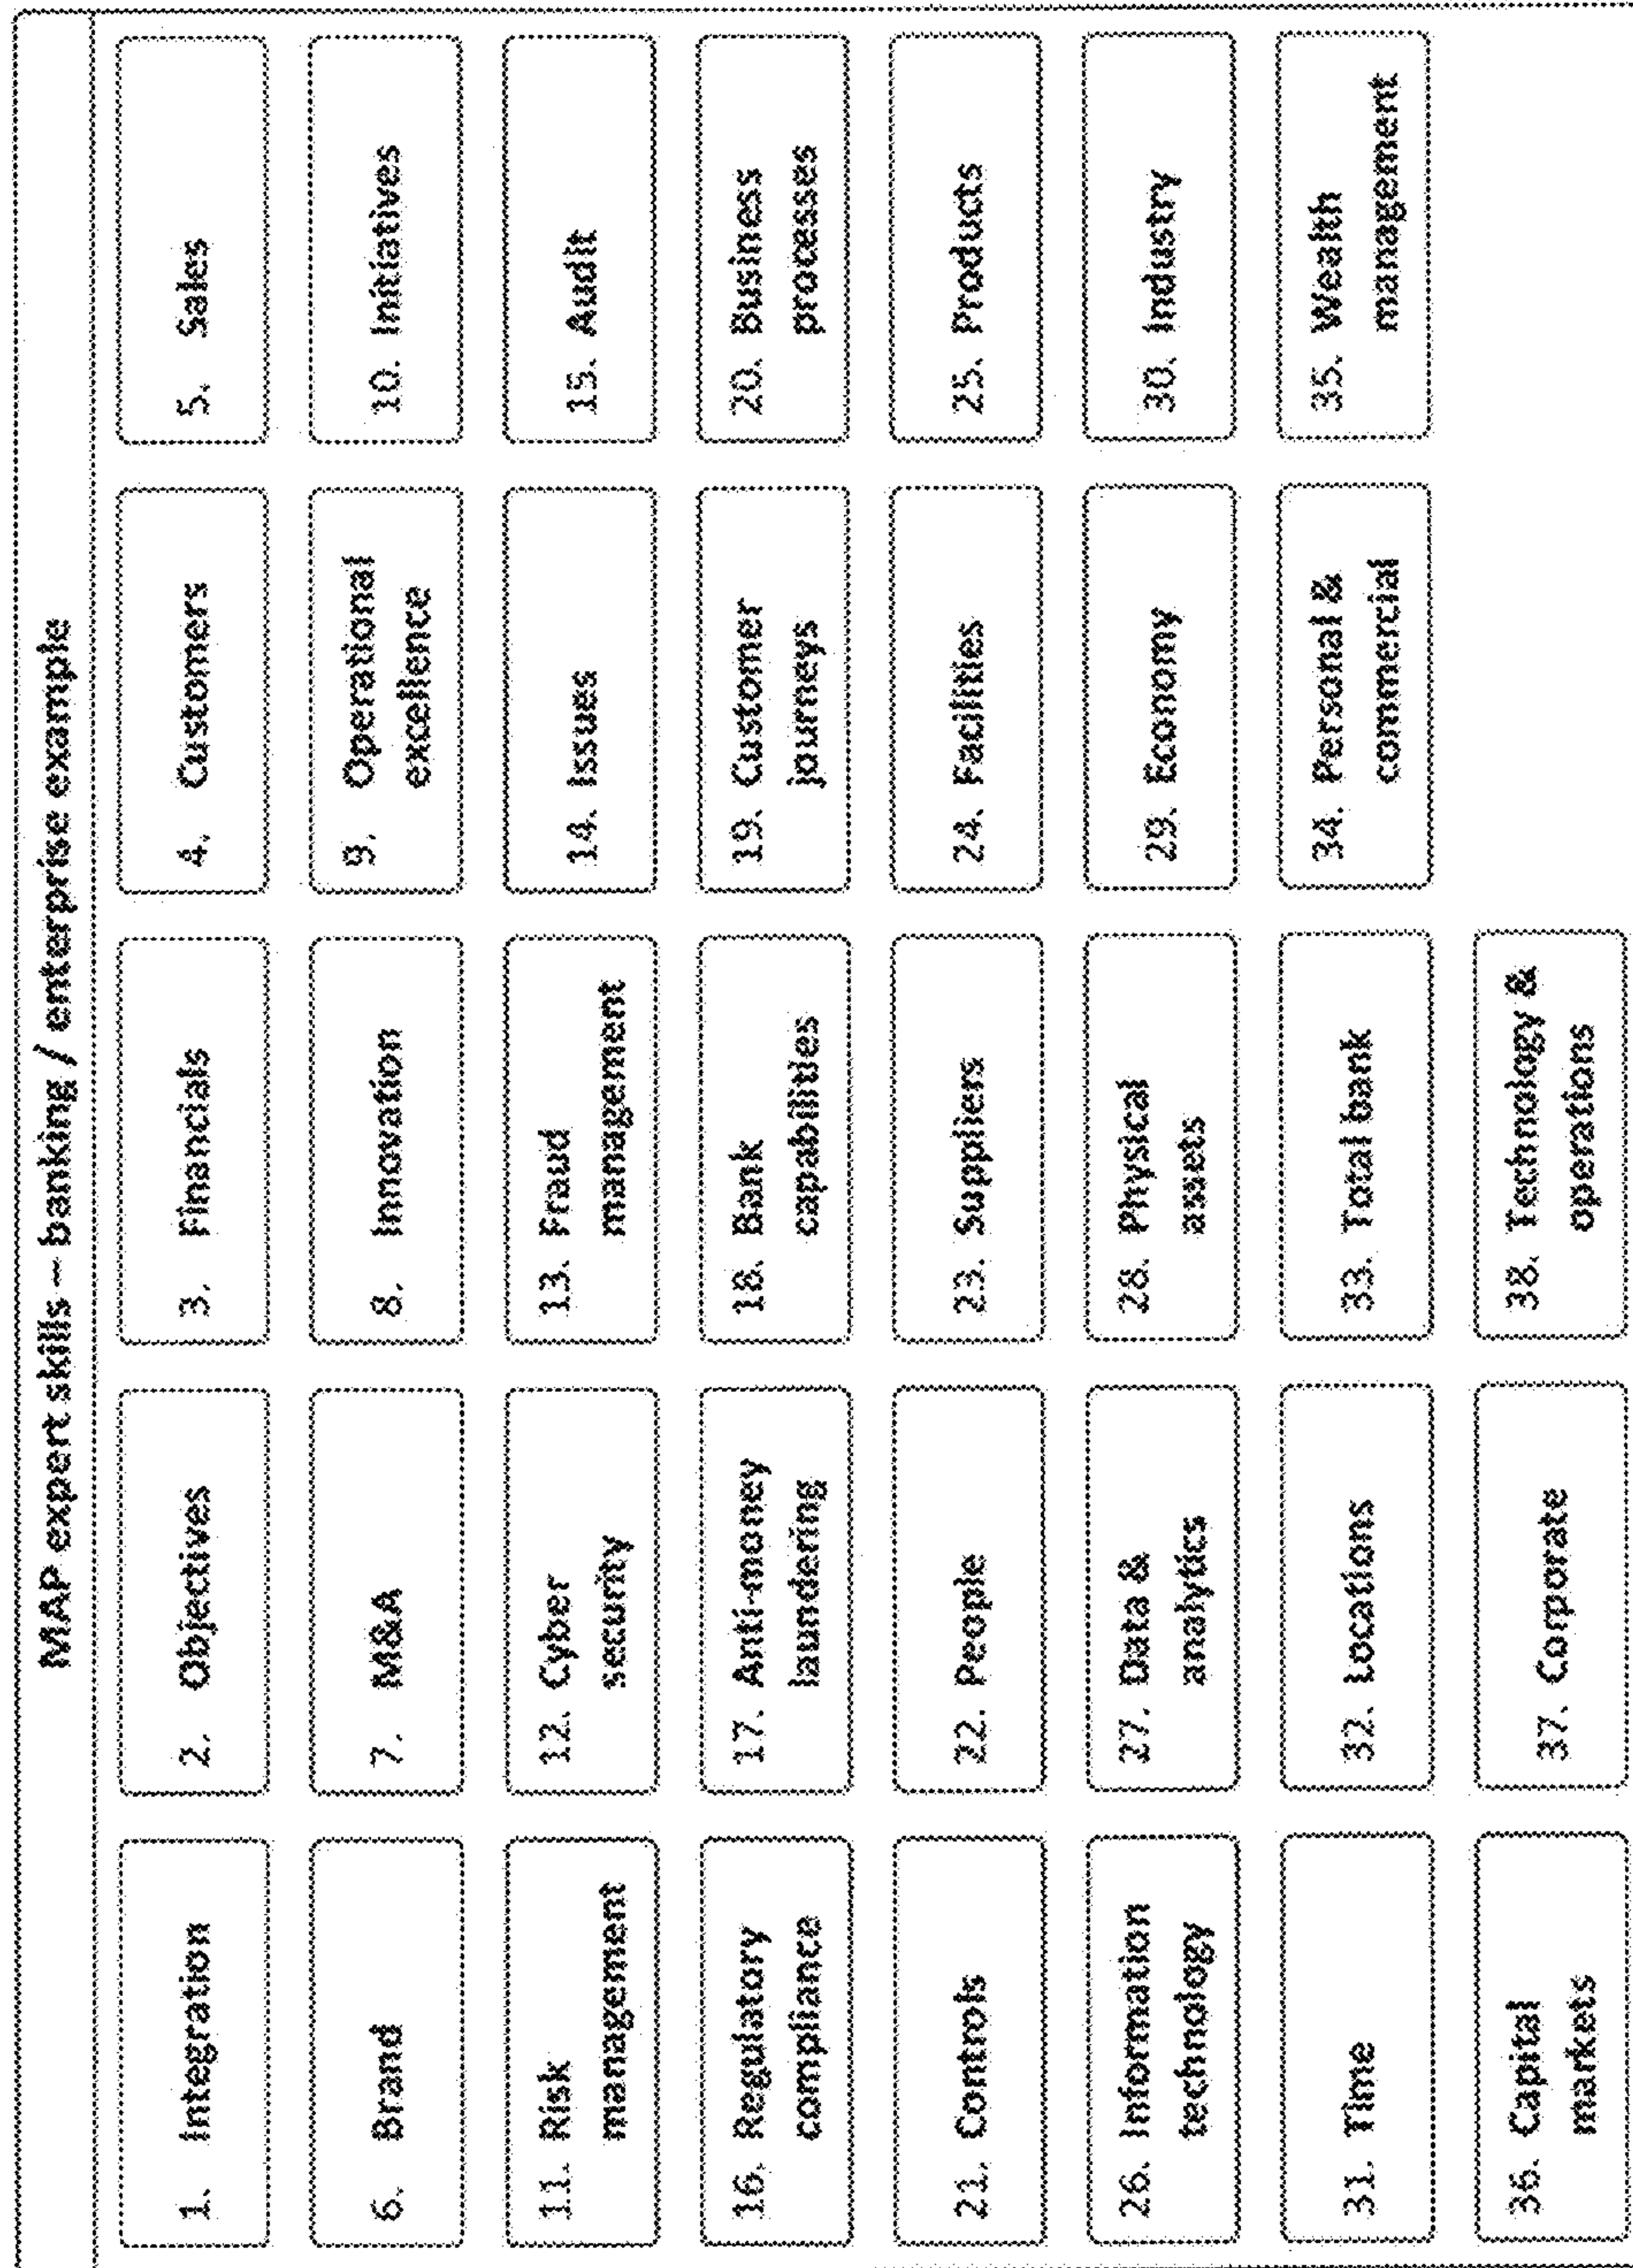 MAP expert skills – banking / enterprise example
1. Integration
2. Objectives
3. Financials
4. Customers
5. Sales
6. Brand
7. M&A
8. Innovation
9. Operational
excellence
10. Initiatives
11. Risk
management
12. Cyber
security
13. Fraud
management
14. Issues
15. Audit
16. Regulatory
compliance
17. Anti-money
laundering
18. Bank
capabilities
19. Customer
journeys
20. Business
processes
21. Controls
22. People
23. Suppliers
24. Facilities
25. Products
26. Information
technology
27. Data &
analytics
28. Physical
assets
29. Economy
30. Industry
31. Time
32. Locations
33. Total bank
34. Personal &
commercial
35. Wealth
management
36. Capital
markets
37. Corporate
38. Technology &
operations